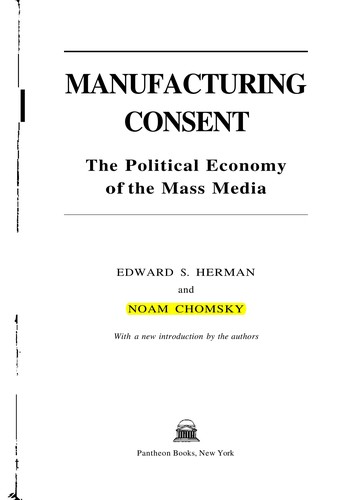 MANUFACTURING
CONSENT
The Political Economy
of the Mass Media
EDWARD S. HERMAN
and
NOAM CHOMSKY
With a new introduction by the authors
Pantheon Books, New York